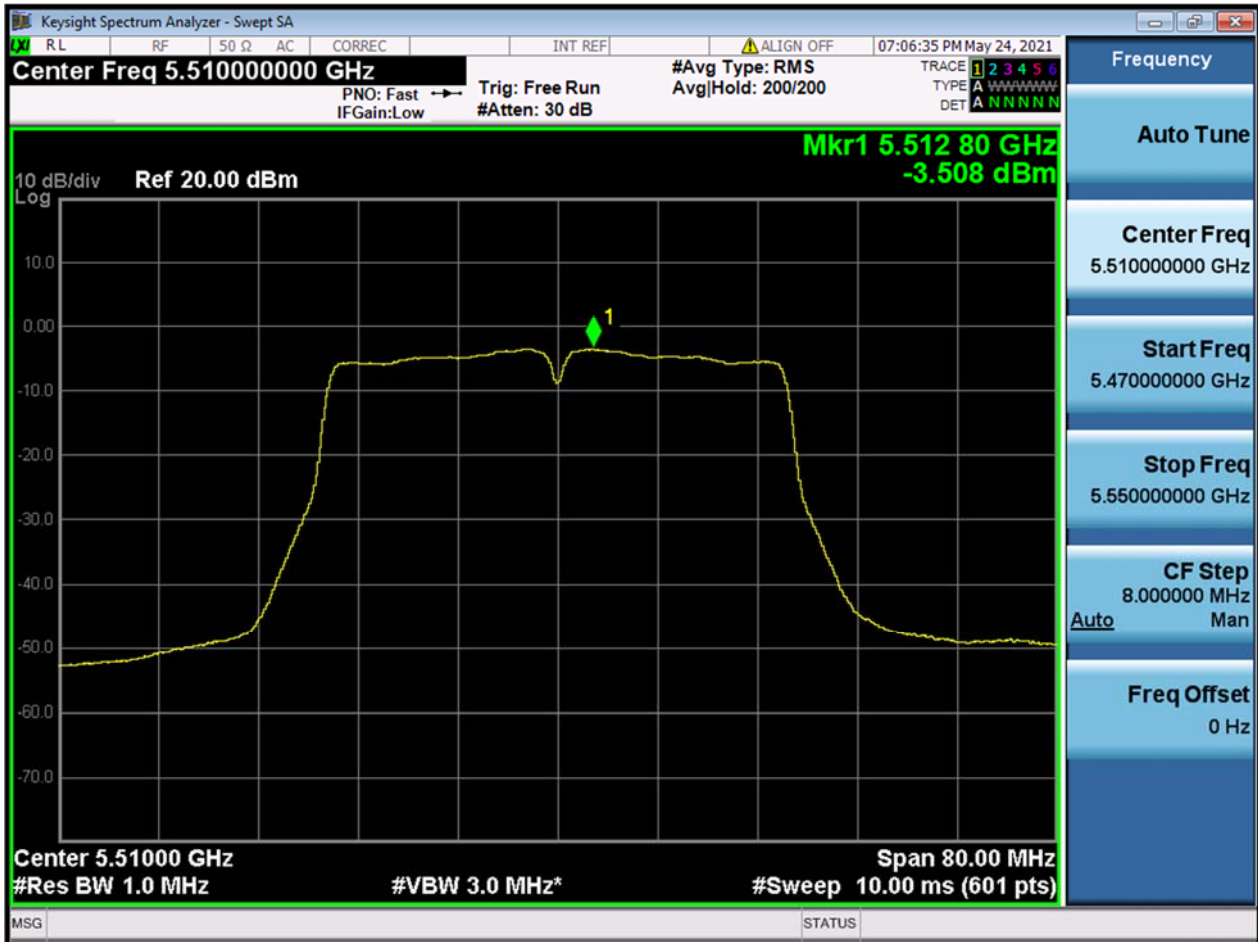 Keysight Spectrum Analyzer - Swept SA
LXI RL RF 50 Ω AC CORREC INT REF ALIGN OFF 07:06:35 PM May 24, 2021
Center Freq 5.510000000 GHz
PNO: Fast
IFGain:Low
Trig: Free Run
#Atten: 30 dB
#Avg Type: RMS
Avg|Hold: 200/200
TRACE 1 2 3 4 5 6
TYPE A WWWWW
DET A N N N N N
Mkr1 5.512 80 GHz
-3.508 dBm
10 dB/div Ref 20.00 dBm
Log
10.0
0.00
-10.0
-20.0
-30.0
-40.0
-50.0
-60.0
-70.0
1
Center 5.51000 GHz Span 80.00 MHz
#Res BW 1.0 MHz #VBW 3.0 MHz* #Sweep 10.00 ms (601 pts)
MSG STATUS
Frequency
Auto Tune
Center Freq
5.510000000 GHz
Start Freq
5.470000000 GHz
Stop Freq
5.550000000 GHz
CF Step
8.000000 MHz
Auto Man
Freq Offset
0 Hz